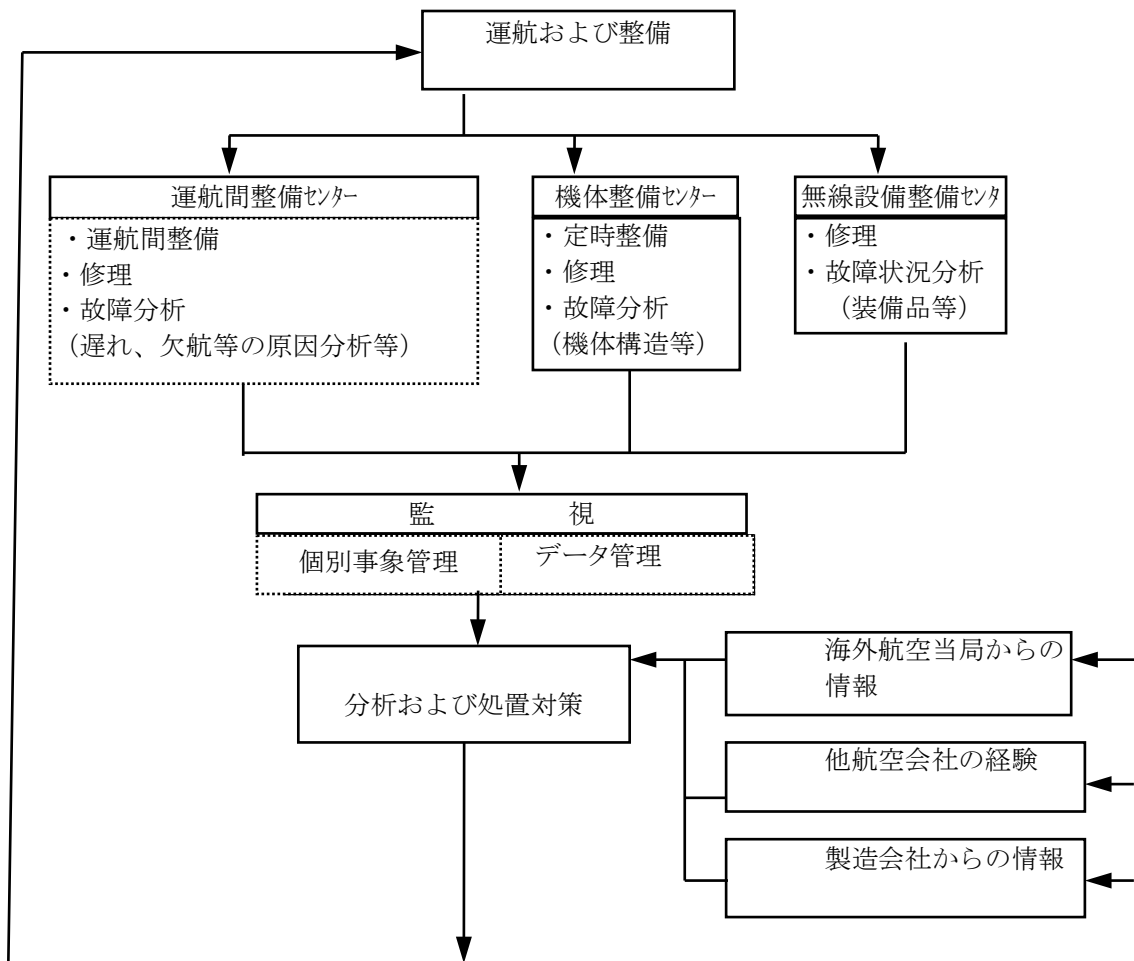 運航および整備
運航間整備ｾﾝﾀー
・運航間整備
・修理
・故障分析
（遅れ、欠航等の原因分析等）
機体整備ｾﾝﾀー
・定時整備
・修理
・故障分析
（機体構造等）
無線設備整備ｾﾝﾀ
・修理
・故障状況分析
（装備品等）
監　　　視
個別事象管理
データ管理
分析および処置対策
海外航空当局からの
情報
他航空会社の経験
製造会社からの情報